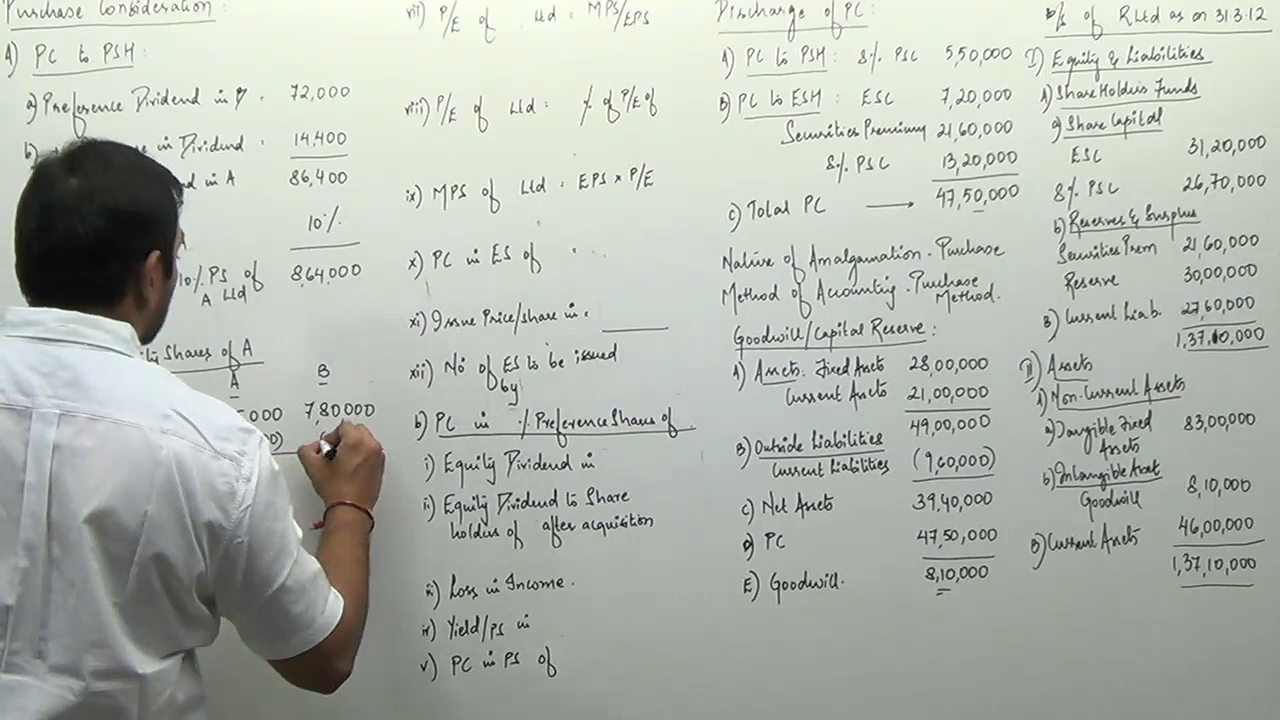 Purchase Consideration:
A) PC to PSH:
a) Preference Dividend in B. 72,000
b) in Dividend. 14,400
in A 86,400
10%
10% PS of A Ltd 8,64,000
Shares of A
A B
000 7,80000
vii) P/E of Ltd = MPS/EPS
viii) P/E of Ltd = % of P/E of
ix) MPS of Ltd = EPS x P/E
x) PC in ES of
xi) Issue Price/share in =
xii) No of ES to be issued
by
b) PC in % Preference Shares of
i) Equity Dividend in
ii) Equity Dividend to Share
holders of after acquisition
iii) Loss in Income.
iv) Yield/PS in
v) PC in PS of
Discharge of PC:
A) PC to PSH: 8% PSC 5,50,000
B) PC to ESH: ESC 7,20,000
Securities Premium 21,60,000
8% PSC 13,20,000
c) Total PC 47,50,000
Nature of Amalgamation - Purchase
Method of Accounting - Purchase
Method.
Goodwill/Capital Reserve:
A) Assets: Fixed Assets 28,00,000
Current Assets 21,00,000
49,00,000
B) Outside Liabilities
Current Liabilities (9,60,000)
c) Net Assets 39,40,000
D) PC 47,50,000
E) Goodwill. 8,10,000
B/S of R Ltd as on 31.3.12
I) Equity & Liabilities
A) Share Holders Funds
a) Share Capital
ESC 31,20,000
8% PSC 26,70,000
b) Reserves & Surplus
Securities Prem 21,60,000
Reserve 30,00,000
B) Current Liab. 27,60,000
1,37,10,000
II) Assets
A) Non-Current Assets
a) Tangible Fixed
Assets 83,00,000
b) Intangible Asset
Goodwill 8,10,000
B) Current Assets 46,00,000
1,37,10,000